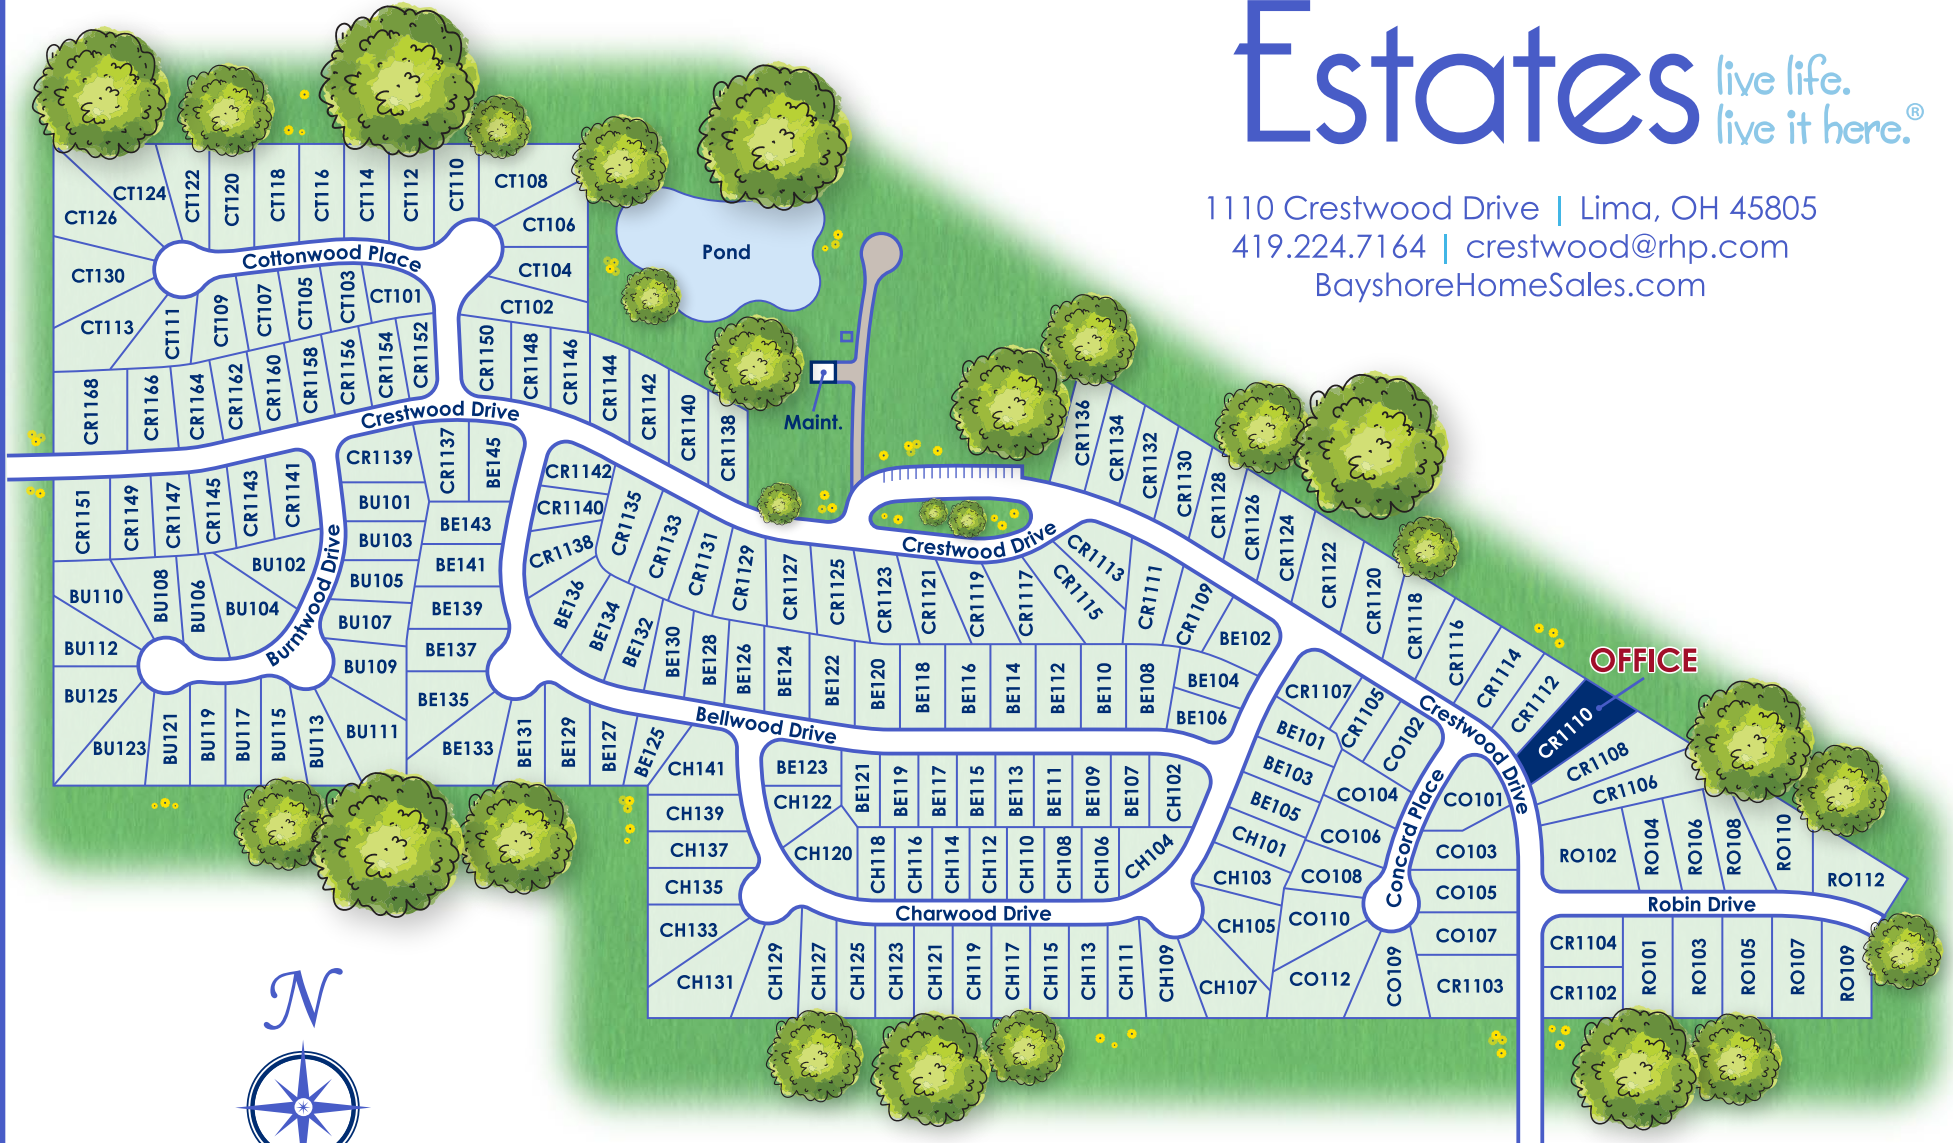 Estates
live life.
live it here.®
1110 Crestwood Drive | Lima, OH 45805
419.224.7164 | crestwood@rhp.com
BayshoreHomeSales.com
CT126
CT124
CT122
CT120
CT118
CT116
CT114
CT112
CT110
CT108
CT106
CT104
CT102
CT130
CT113
CT111
CT109
CT107
CT105
CT103
CT101
Cottonwood Place
Pond
Maint.
CR1168
CR1166
CR1164
CR1162
CR1160
CR1158
CR1156
CR1154
CR1152
CR1150
CR1148
CR1146
CR1144
CR1142
CR1140
CR1138
Crestwood Drive
CR1136
CR1134
CR1132
CR1130
CR1128
CR1126
CR1124
CR1122
CR1120
CR1118
CR1116
CR1114
CR1112
CR1110
OFFICE
CR1108
CR1106
CR1151
CR1149
CR1147
CR1145
CR1143
CR1141
CR1139
CR1137
BE145
BU101
BU103
BU105
BU107
BU109
BU111
BE143
BE141
BE139
BE137
BE135
BE133
BU102
BU104
BU106
BU108
BU110
BU112
BU125
BU123
BU121
BU119
BU117
BU115
BU113
Burntwood Drive
CR1142
CR1140
CR1138
CR1135
CR1133
CR1131
CR1129
CR1127
CR1125
CR1123
CR1121
CR1119
CR1117
CR1115
CR1113
CR1111
CR1109
Crestwood Drive
BE136
BE134
BE132
BE130
BE128
BE126
BE124
BE122
BE120
BE118
BE116
BE114
BE112
BE110
BE108
BE102
BE104
BE106
Bellwood Drive
BE131
BE129
BE127
BE125
CH141
CH139
CH137
CH135
CH133
CH131
BE123
CH122
CH120
BE121
BE119
BE117
BE115
BE113
BE111
BE109
BE107
CH102
CH118
CH116
CH114
CH112
CH110
CH108
CH106
CH104
Charwood Drive
CH129
CH127
CH125
CH123
CH121
CH119
CH117
CH115
CH113
CH111
CH109
CH107
CR1107
CR1105
CO102
BE101
BE103
BE105
CH101
CH103
CH105
CO104
CO106
CO108
CO110
CO112
Concord Place
Crestwood Drive
CO101
CO103
CO105
CO107
CO109
CR1103
RO102
RO104
RO106
RO108
RO110
RO112
Robin Drive
CR1104
CR1102
RO101
RO103
RO105
RO107
RO109
N